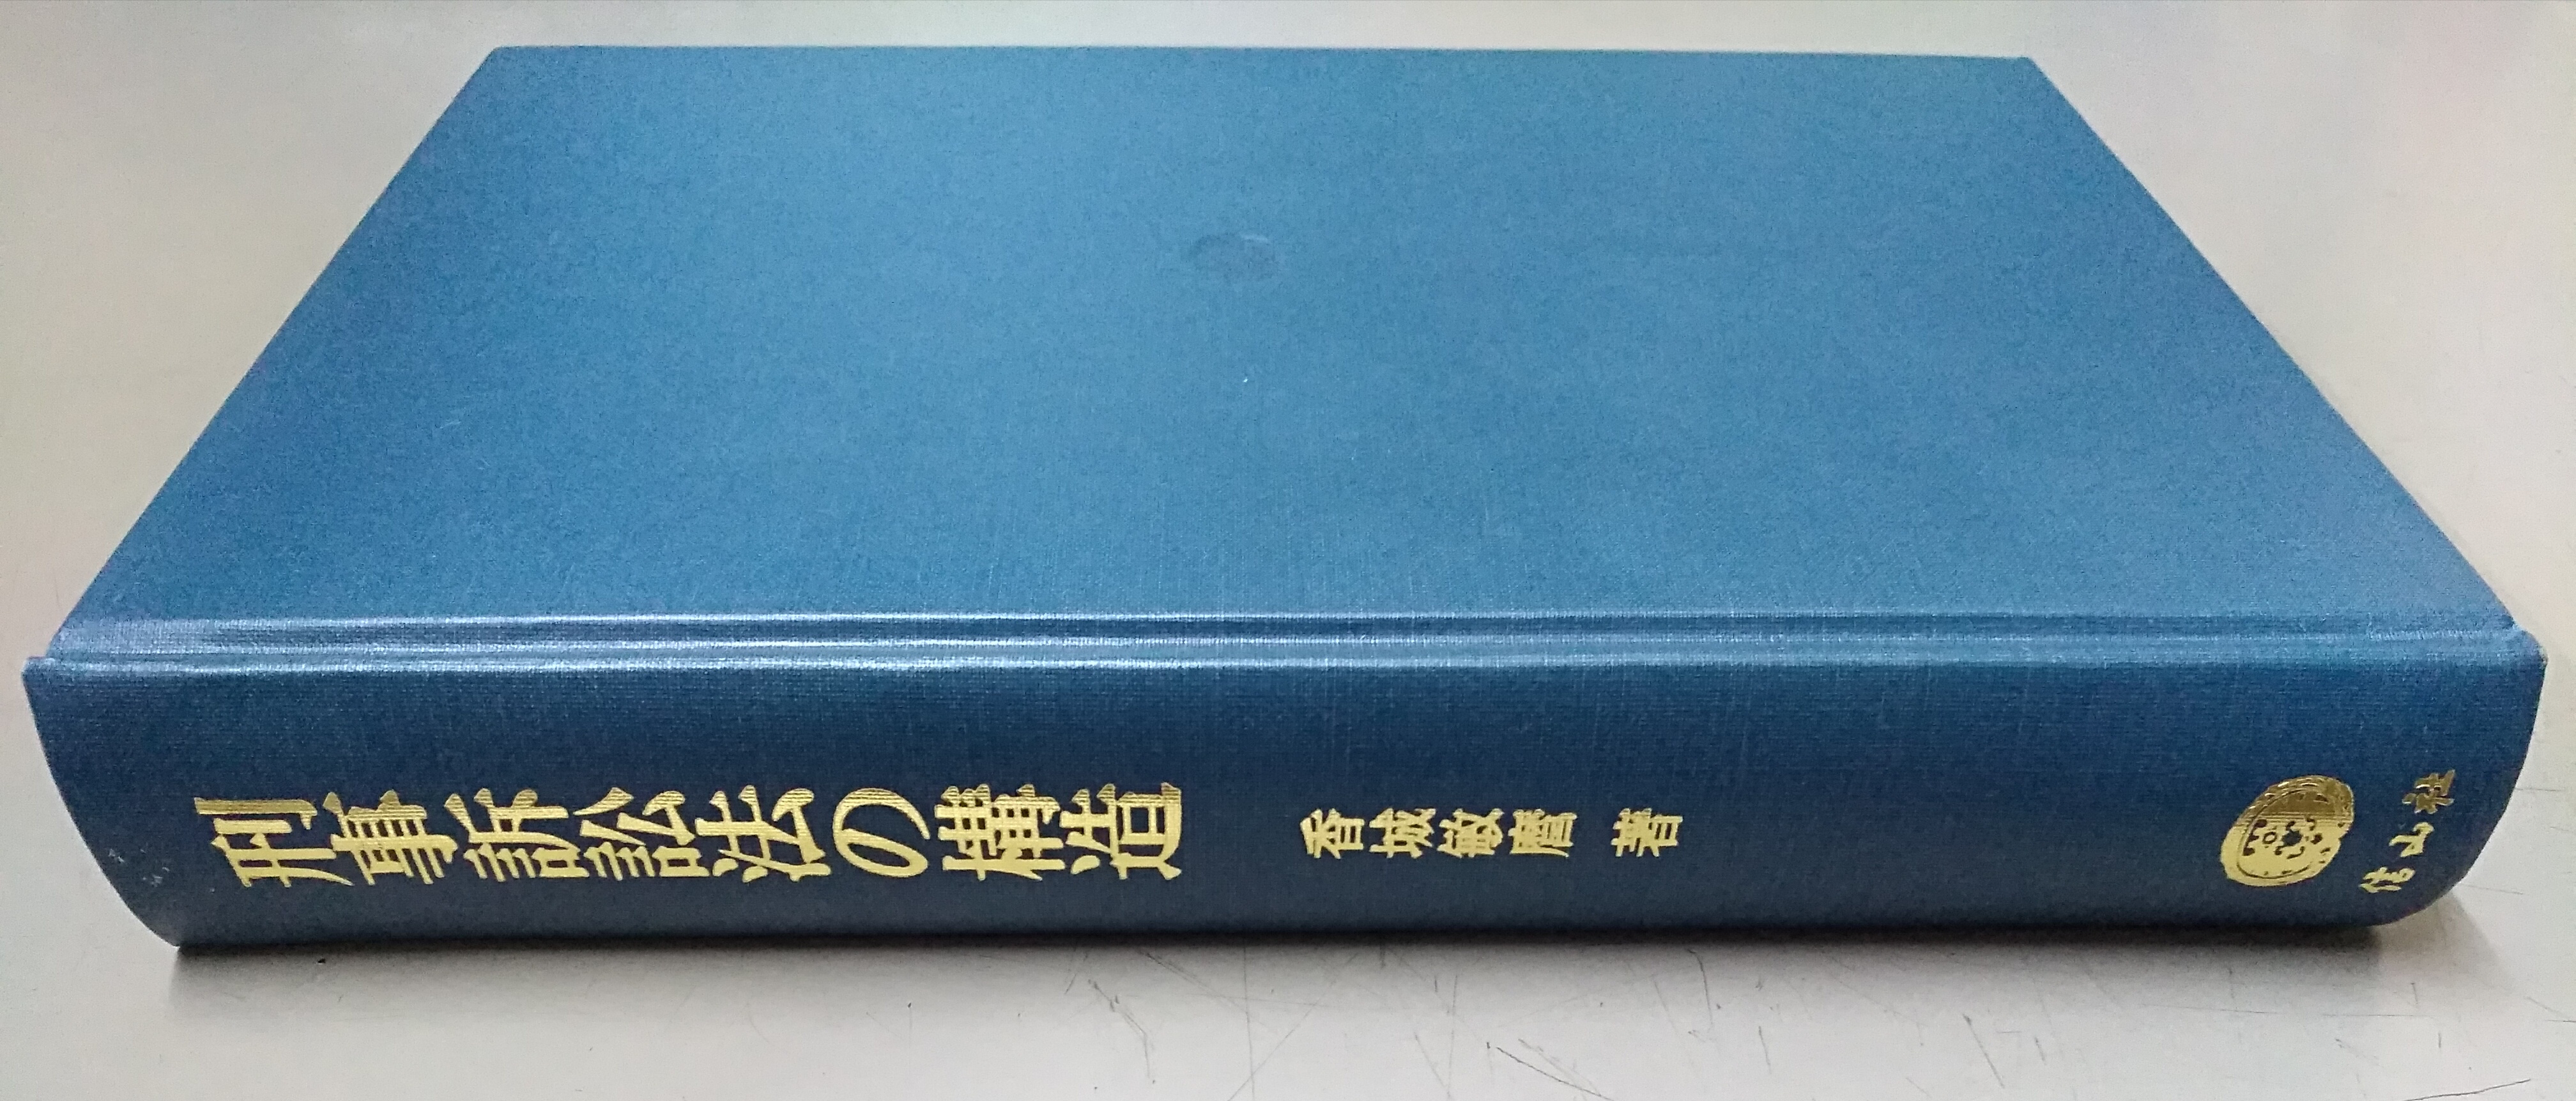 刑事訴訟法の構造
香城敏麿 著
信山社